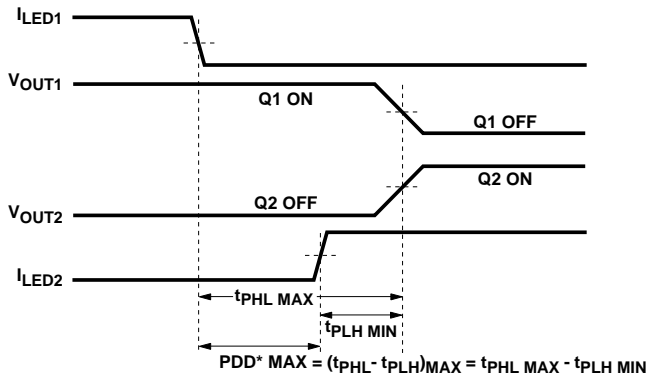 ILED1
VOUT1
Q1 ON
Q1 OFF
Q2 ON
Q2 OFF
VOUT2
ILED2
tPHL MAX
tPLH MIN
PDD* MAX = (tPHL- tPLH)MAX = tPHL MAX - tPLH MIN